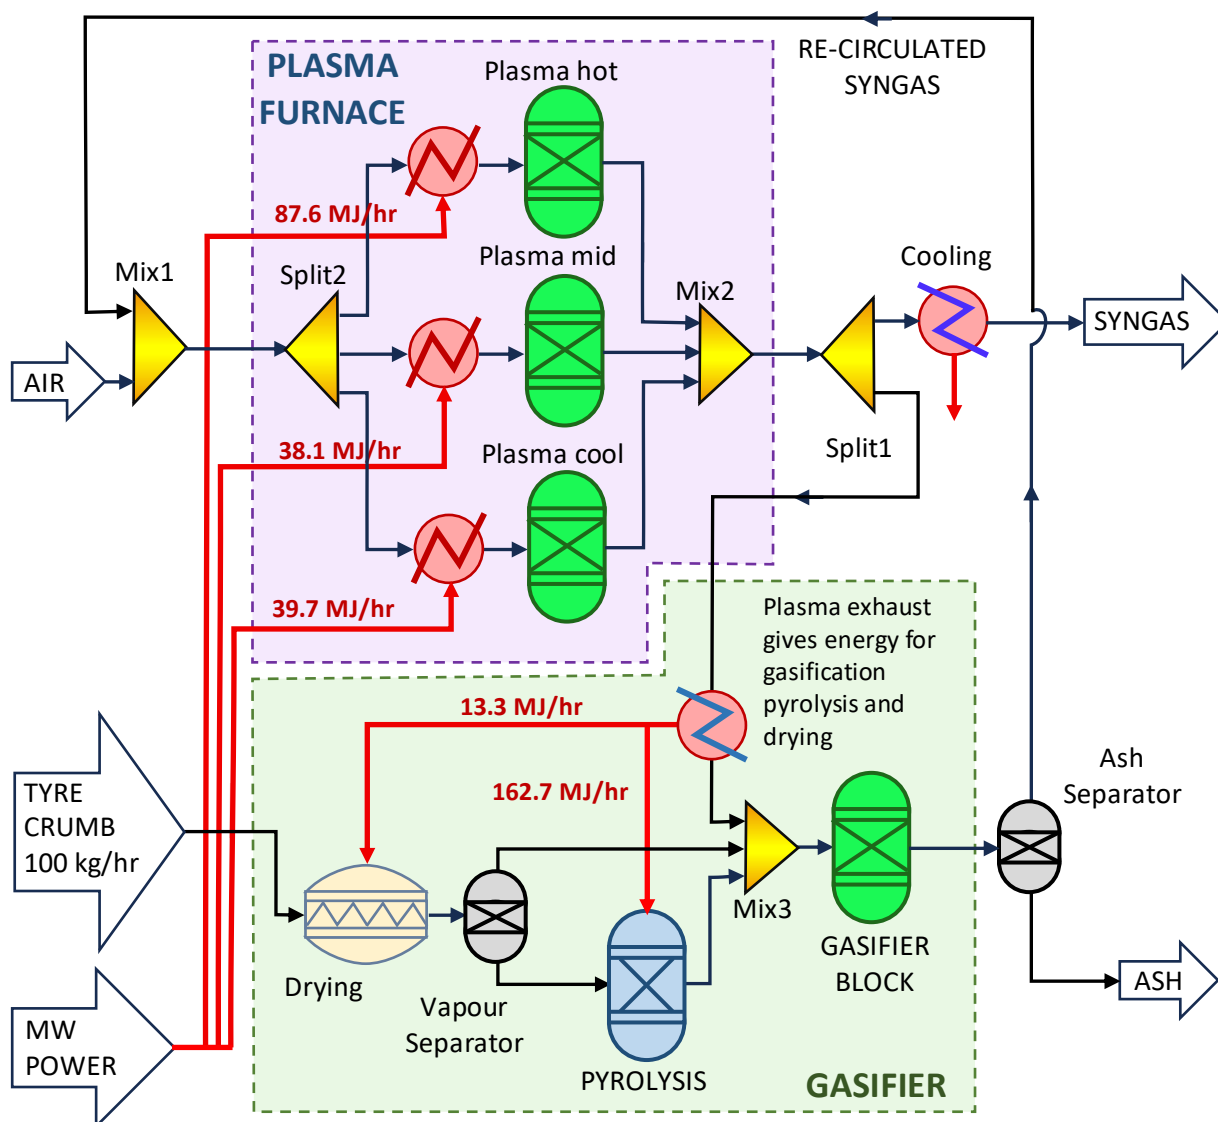 RE-CIRCULATED
SYNGAS
PLASMA
FURNACE
Plasma hot
87.6 MJ/hr
Mix1
Split2
Plasma mid
Mix2
Cooling
AIR
SYNGAS
38.1 MJ/hr
Plasma cool
Split1
39.7 MJ/hr
Plasma exhaust
gives energy for
gasification
pyrolysis and
drying
13.3 MJ/hr
162.7 MJ/hr
TYRE
CRUMB
100 kg/hr
Ash
Separator
Mix3
Drying
Vapour
Separator
GASIFIER
BLOCK
ASH
MW
POWER
PYROLYSIS
GASIFIER